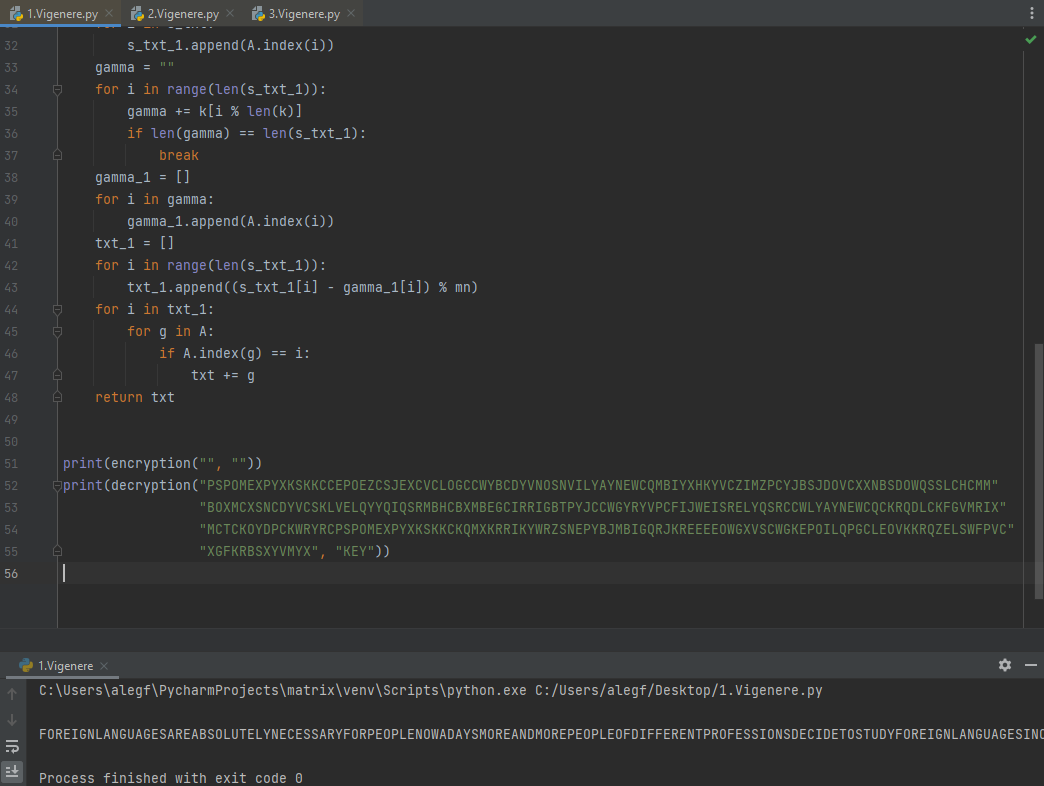 1.Vigenere.py
2.Vigenere.py
3.Vigenere.py
32 s_txt_1.append(A.index(i))
33 gamma = ""
34 for i in range(len(s_txt_1)):
35 gamma += k[i % len(k)]
36 if len(gamma) == len(s_txt_1):
37 break
38 gamma_1 = []
39 for i in gamma:
40 gamma_1.append(A.index(i))
41 txt_1 = []
42 for i in range(len(s_txt_1)):
43 txt_1.append((s_txt_1[i] - gamma_1[i]) % mn)
44 for i in txt_1:
45 for g in A:
46 if A.index(g) == i:
47 txt += g
48 return txt
49
50
51 print(encryption("", ""))
52 print(decryption("PSPOMEXPYXKSKKCCEPOEZCSJEXCVCLOGCCWYBCDYVNOSNVILYAYNEWCQMBIYXHKYVCZIMZPCYJBSJDOVCXXNBSDOWQSSLCHCMM"
53 "BOXMCXSNCDYVCSKLVELQYYQIQSRMBHCBXMBEGCIRRIGBTPYJCCWGYRYVPCFIJWEISRELYQSRCCWLYAYNEWCQCKRQDLCKFGVMRIX"
54 "MCTCKOYDPCKWRYRCPSPOMEXPYXKSKKCKQMXKRRIKYWRZSNEPYBJMBIGQRJKREEEEOWGXVSCWGKEPOILQPGCLEOVKKRQZELSWFPVC"
55 "XGFKRBSXYVMYX", "KEY"))
56
1.Vigenere
C:\Users\alegf\PycharmProjects\matrix\venv\Scripts\python.exe C:/Users/alegf/Desktop/1.Vigenere.py
FOREIGNLANGUAGESAREABSOLUTELYNECESSARYFORPEOPLENOWADAYSMOREANDMOREPEOPLEOFDIFFERENTPROFESSIONSDECIDETOSTUDYFOREIGNLANGUAGESINC
Process finished with exit code 0